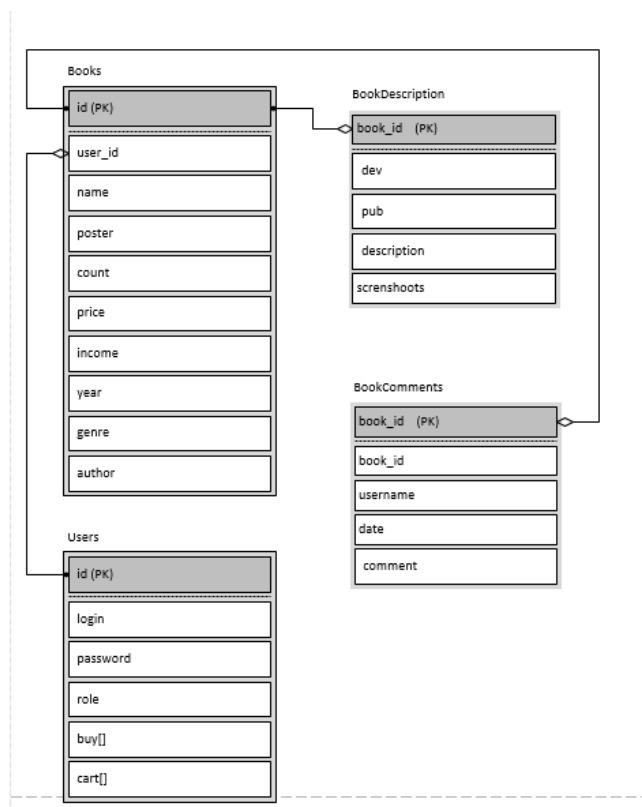 Books
id (PK)
user_id
name
poster
count
price
income
year
genre
author
BookDescription
book_id (PK)
dev
pub
description
screnshoots
BookComments
book_id (PK)
book_id
username
date
comment
Users
id (PK)
login
password
role
buy[]
cart[]